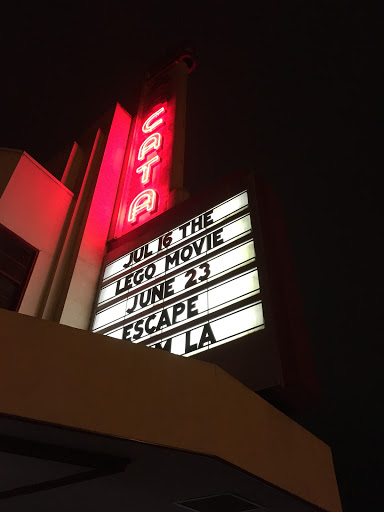 CATA
JUL 16 THE
LEGO MOVIE
JUNE 23
ESCAPE
LA